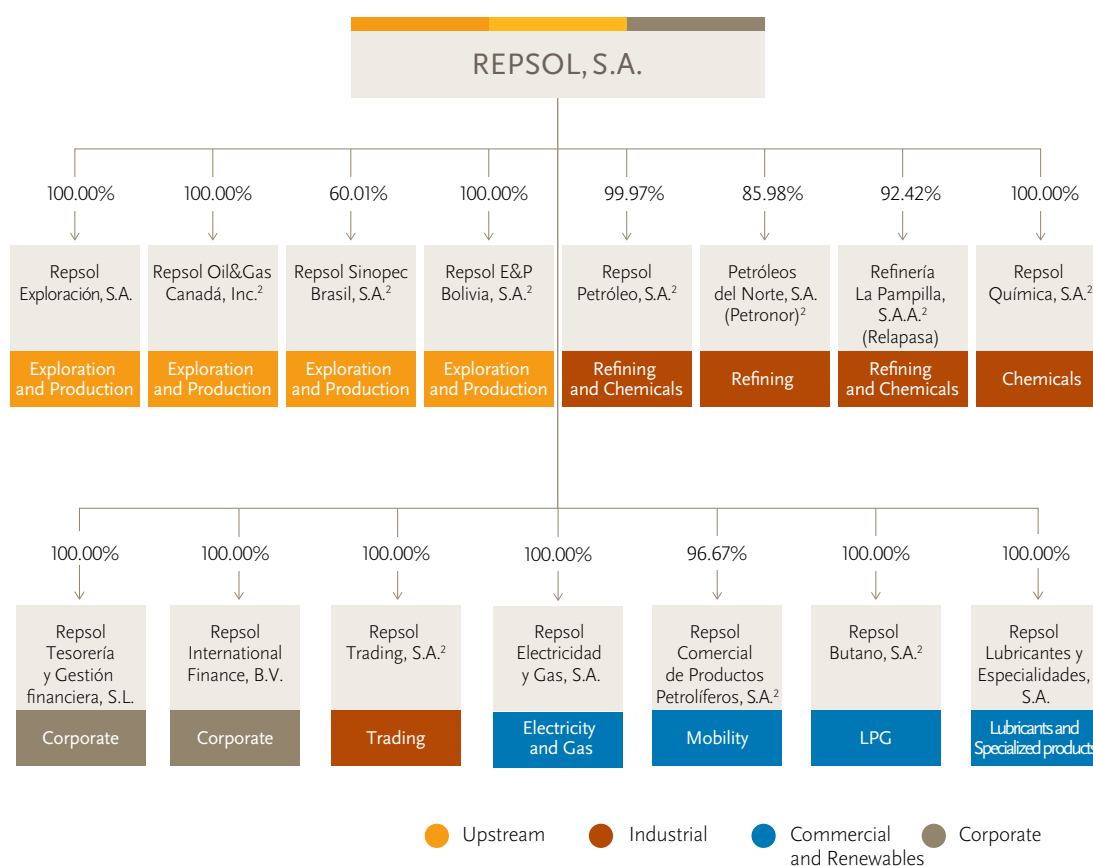 REPSOL, S.A.
100.00%
100.00%
60.01%
100.00%
99.97%
85.98%
92.42%
100.00%
Repsol
Exploración, S.A.
Exploration
and Production
Repsol Oil&Gas
Canadá, Inc.²
Exploration
and Production
Repsol Sinopec
Brasil, S.A.²
Exploration
and Production
Repsol E&P
Bolivia, S.A.²
Exploration
and Production
Repsol
Petróleo, S.A.²
Refining
and Chemicals
Petróleos
del Norte, S.A.
(Petronor)²
Refining
Refinería
La Pampilla,
S.A.A.²
(Relapasa)
Refining
and Chemicals
Repsol
Química, S.A.²
Chemicals
100.00%
100.00%
100.00%
100.00%
96.67%
100.00%
100.00%
Repsol
Tesorería
y Gestión
financiera, S.L.
Corporate
Repsol
International
Finance, B.V.
Corporate
Repsol
Trading, S.A.²
Trading
Repsol
Electricidad
y Gas, S.A.
Electricity
and Gas
Repsol
Comercial
de Productos
Petrolíferos, S.A.²
Mobility
Repsol
Butano, S.A.²
LPG
Repsol
Lubricantes y
Especialidades,
S.A.
Lubricants and
Specialized products
Upstream
Industrial
Commercial
and Renewables
Corporate